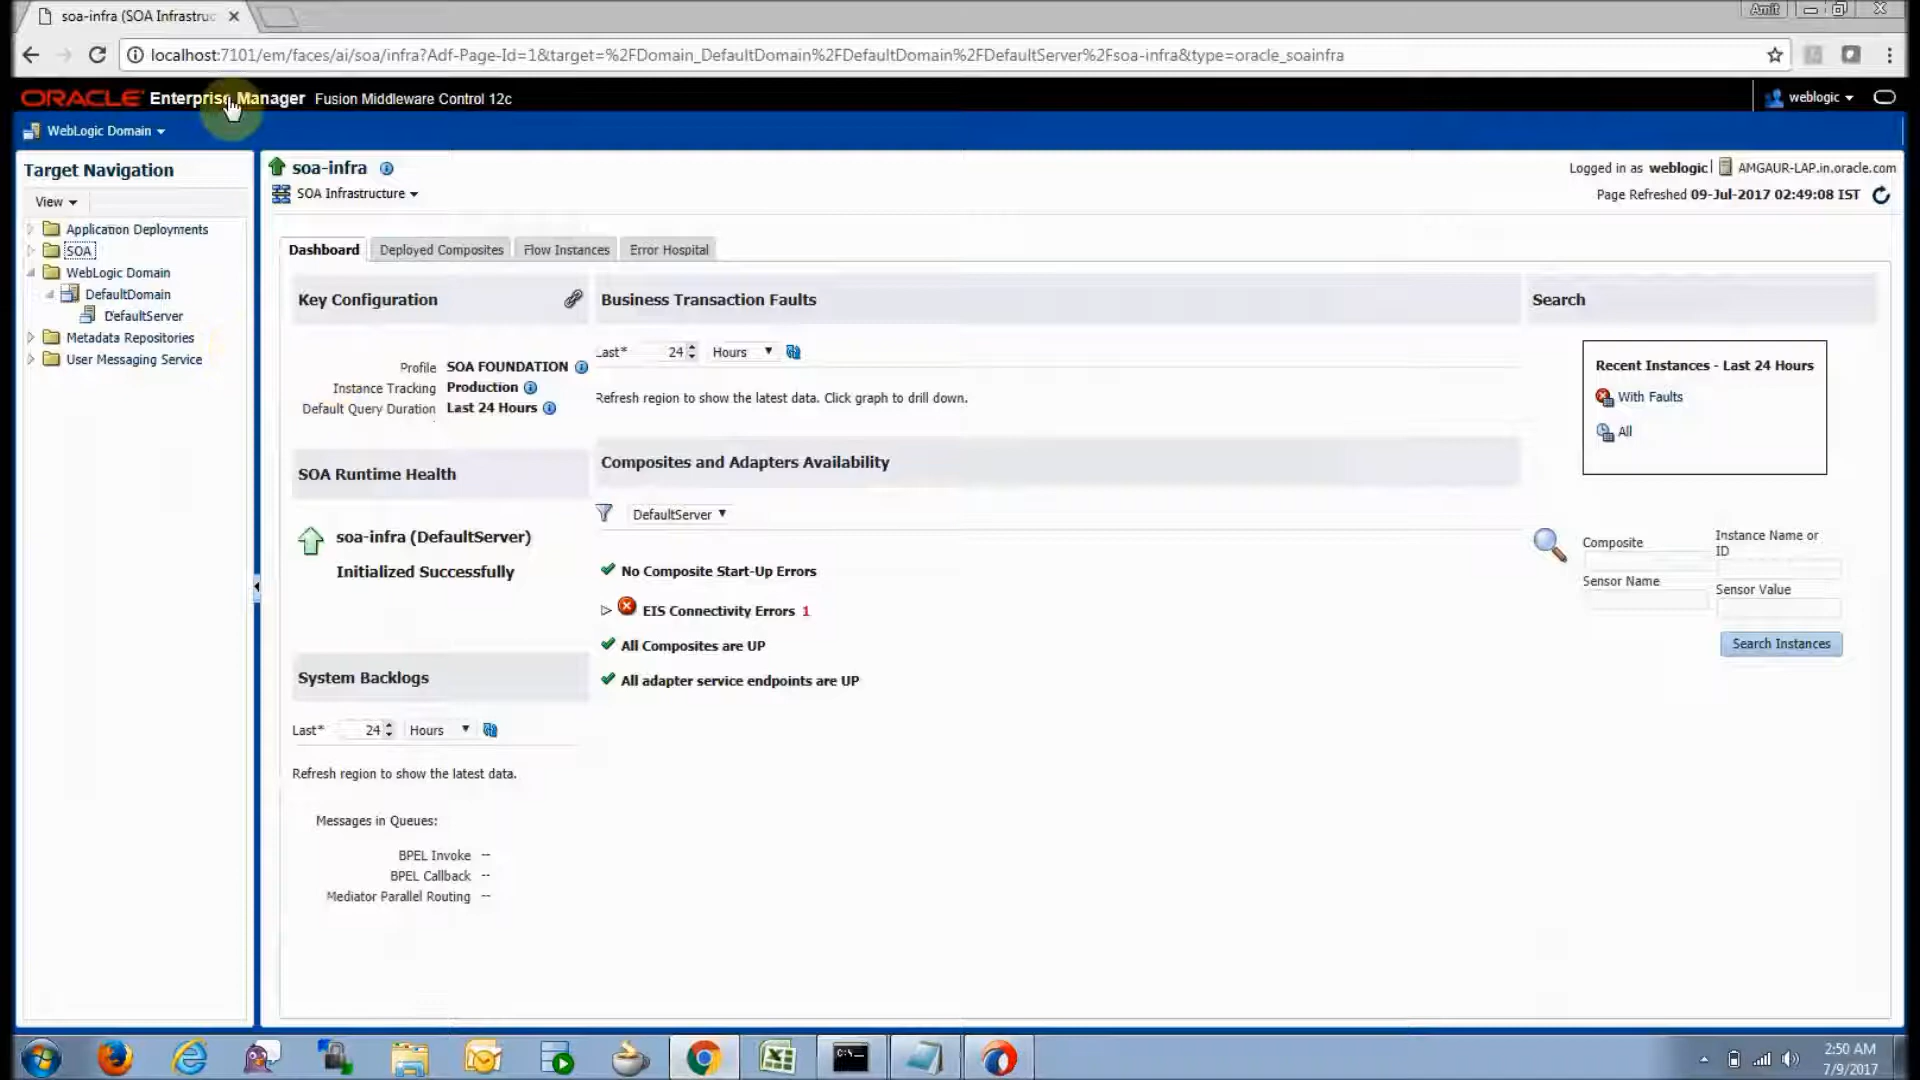 soa-infra (SOA Infrastruc
Amit
localhost:7101/em/faces/ai/soa/infra?Adf-Page-Id=1&target=%2FDomain_DefaultDomain%2FDefaultDomain%2FDefaultServer%2Fsoa-infra&type=oracle_soainfra
ORACLE Enterprise Manager Fusion Middleware Control 12c
weblogic
WebLogic Domain
Target Navigation
View
Application Deployments
SOA
WebLogic Domain
DefaultDomain
DefaultServer
Metadata Repositories
User Messaging Service
soa-infra
SOA Infrastructure
Logged in as weblogic | AMGAUR-LAP.in.oracle.com
Page Refreshed 09-Jul-2017 02:49:08 IST
Dashboard Deployed Composites Flow Instances Error Hospital
Key Configuration
Profile SOA FOUNDATION
Instance Tracking Production
Default Query Duration Last 24 Hours
SOA Runtime Health
soa-infra (DefaultServer)
Initialized Successfully
System Backlogs
Last* 24 Hours
Refresh region to show the latest data.
Messages in Queues:
BPEL Invoke --
BPEL Callback --
Mediator Parallel Routing --
Business Transaction Faults
Last* 24 Hours
Refresh region to show the latest data. Click graph to drill down.
Composites and Adapters Availability
DefaultServer
No Composite Start-Up Errors
EIS Connectivity Errors 1
All Composites are UP
All adapter service endpoints are UP
Search
Recent Instances - Last 24 Hours
With Faults
All
Composite
Instance Name or
ID
Sensor Name
Sensor Value
Search Instances
C:\
2:50 AM
7/9/2017